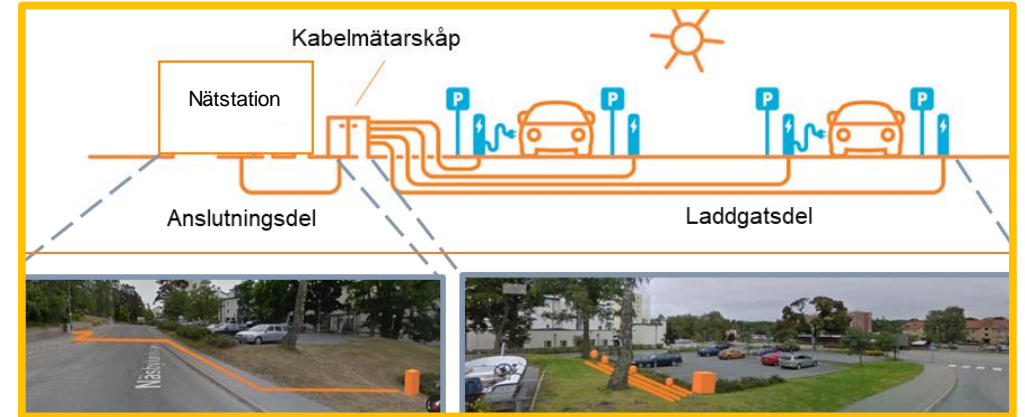 Kabelmätarskåp
Nätstation
P
P
P
P
Anslutningsdel
Laddgatsdel